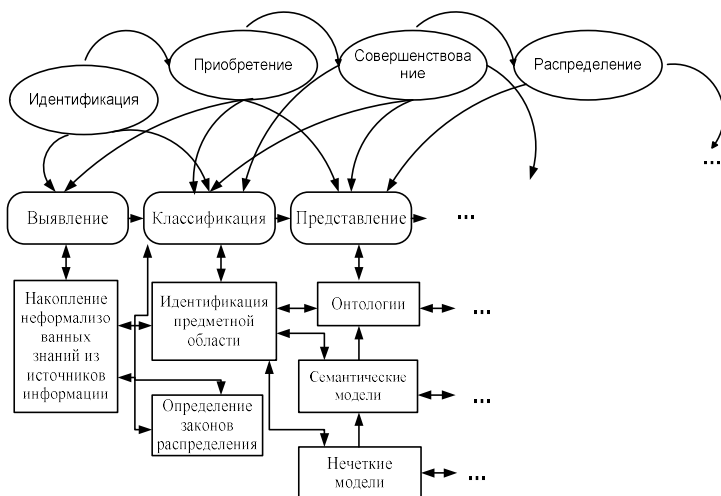 Идентификация
Приобретение
Совершенствова
ние
Распределение
...
Выявление
Классификация
Представление
...
Накопление
неформализо
ванных
знаний из
источников
информации
Идентификация
предметной
области
Онтологии
...
Определение
законов
распределения
Семантические
модели
...
Нечеткие
модели
...